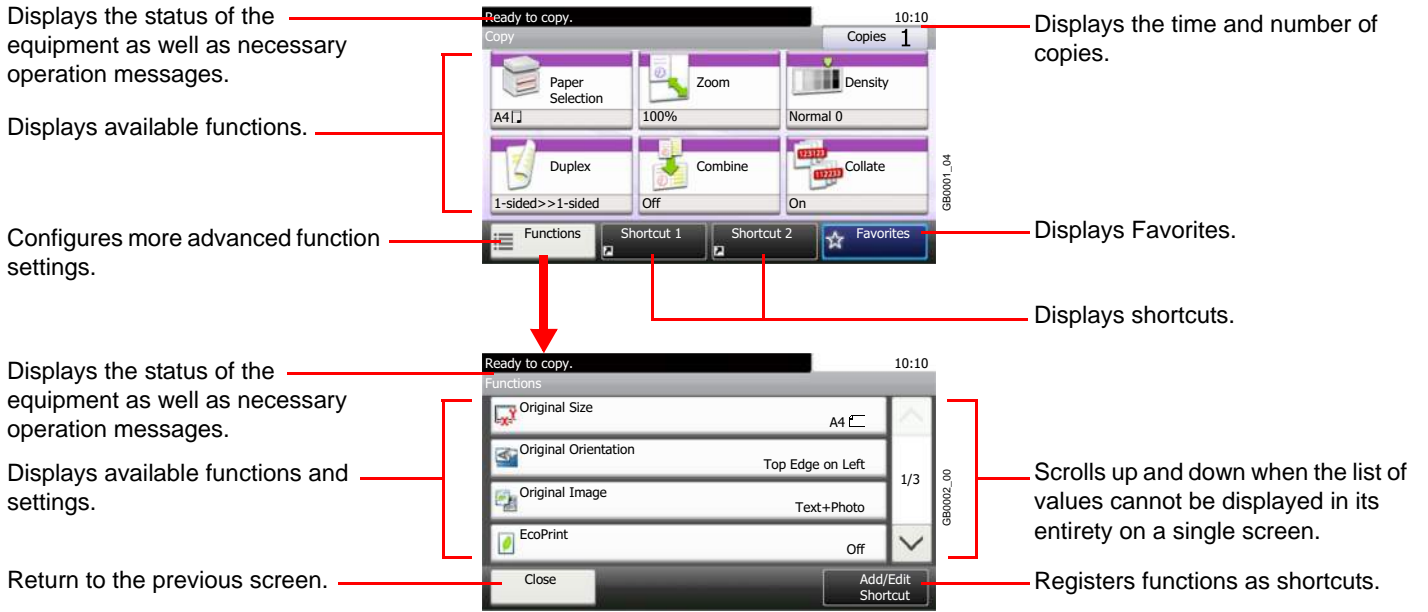 Displays the status of the
equipment as well as necessary
operation messages.
Displays available functions.
Configures more advanced function
settings.
Ready to copy.
10:10
Copy
Copies 1
Paper
Selection
A4
Zoom
100%
Density
Normal 0
Duplex
1-sided>>1-sided
Combine
Off
123123
112233
Collate
On
GB0001_04
Functions
Shortcut 1
Shortcut 2
Favorites
Displays the time and number of
copies.
Displays Favorites.
Displays shortcuts.
Displays the status of the
equipment as well as necessary
operation messages.
Displays available functions and
settings.
Return to the previous screen.
Ready to copy.
10:10
Functions
Original Size
A4
Original Orientation
Top Edge on Left
Original Image
Text+Photo
EcoPrint
Off
1/3
GB0002_00
Close
Add/Edit
Shortcut
Scrolls up and down when the list of
values cannot be displayed in its
entirety on a single screen.
Registers functions as shortcuts.